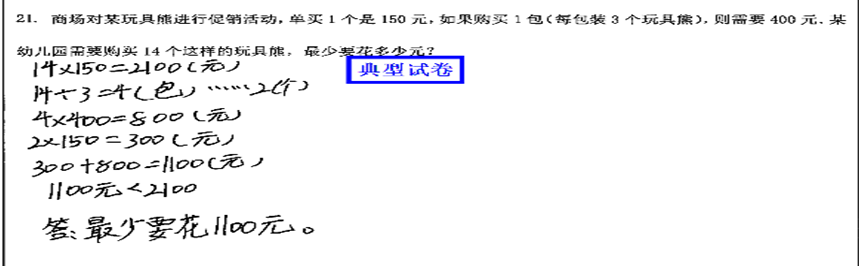 21. 商场对某玩具熊进行促销活动，单买 1 个是 150 元，如果购买 1 包(每包装 3 个玩具熊)，则需要 400 元．某
幼儿园需要购买 14 个这样的玩具熊，最少要花多少元？
14×150=2100(元)
典型试卷
14÷3=4(包)……2(个)
4×400=800(元)
2×150=300(元)
300+800=1100(元)
1100元<2100
答:最少要花1100元。